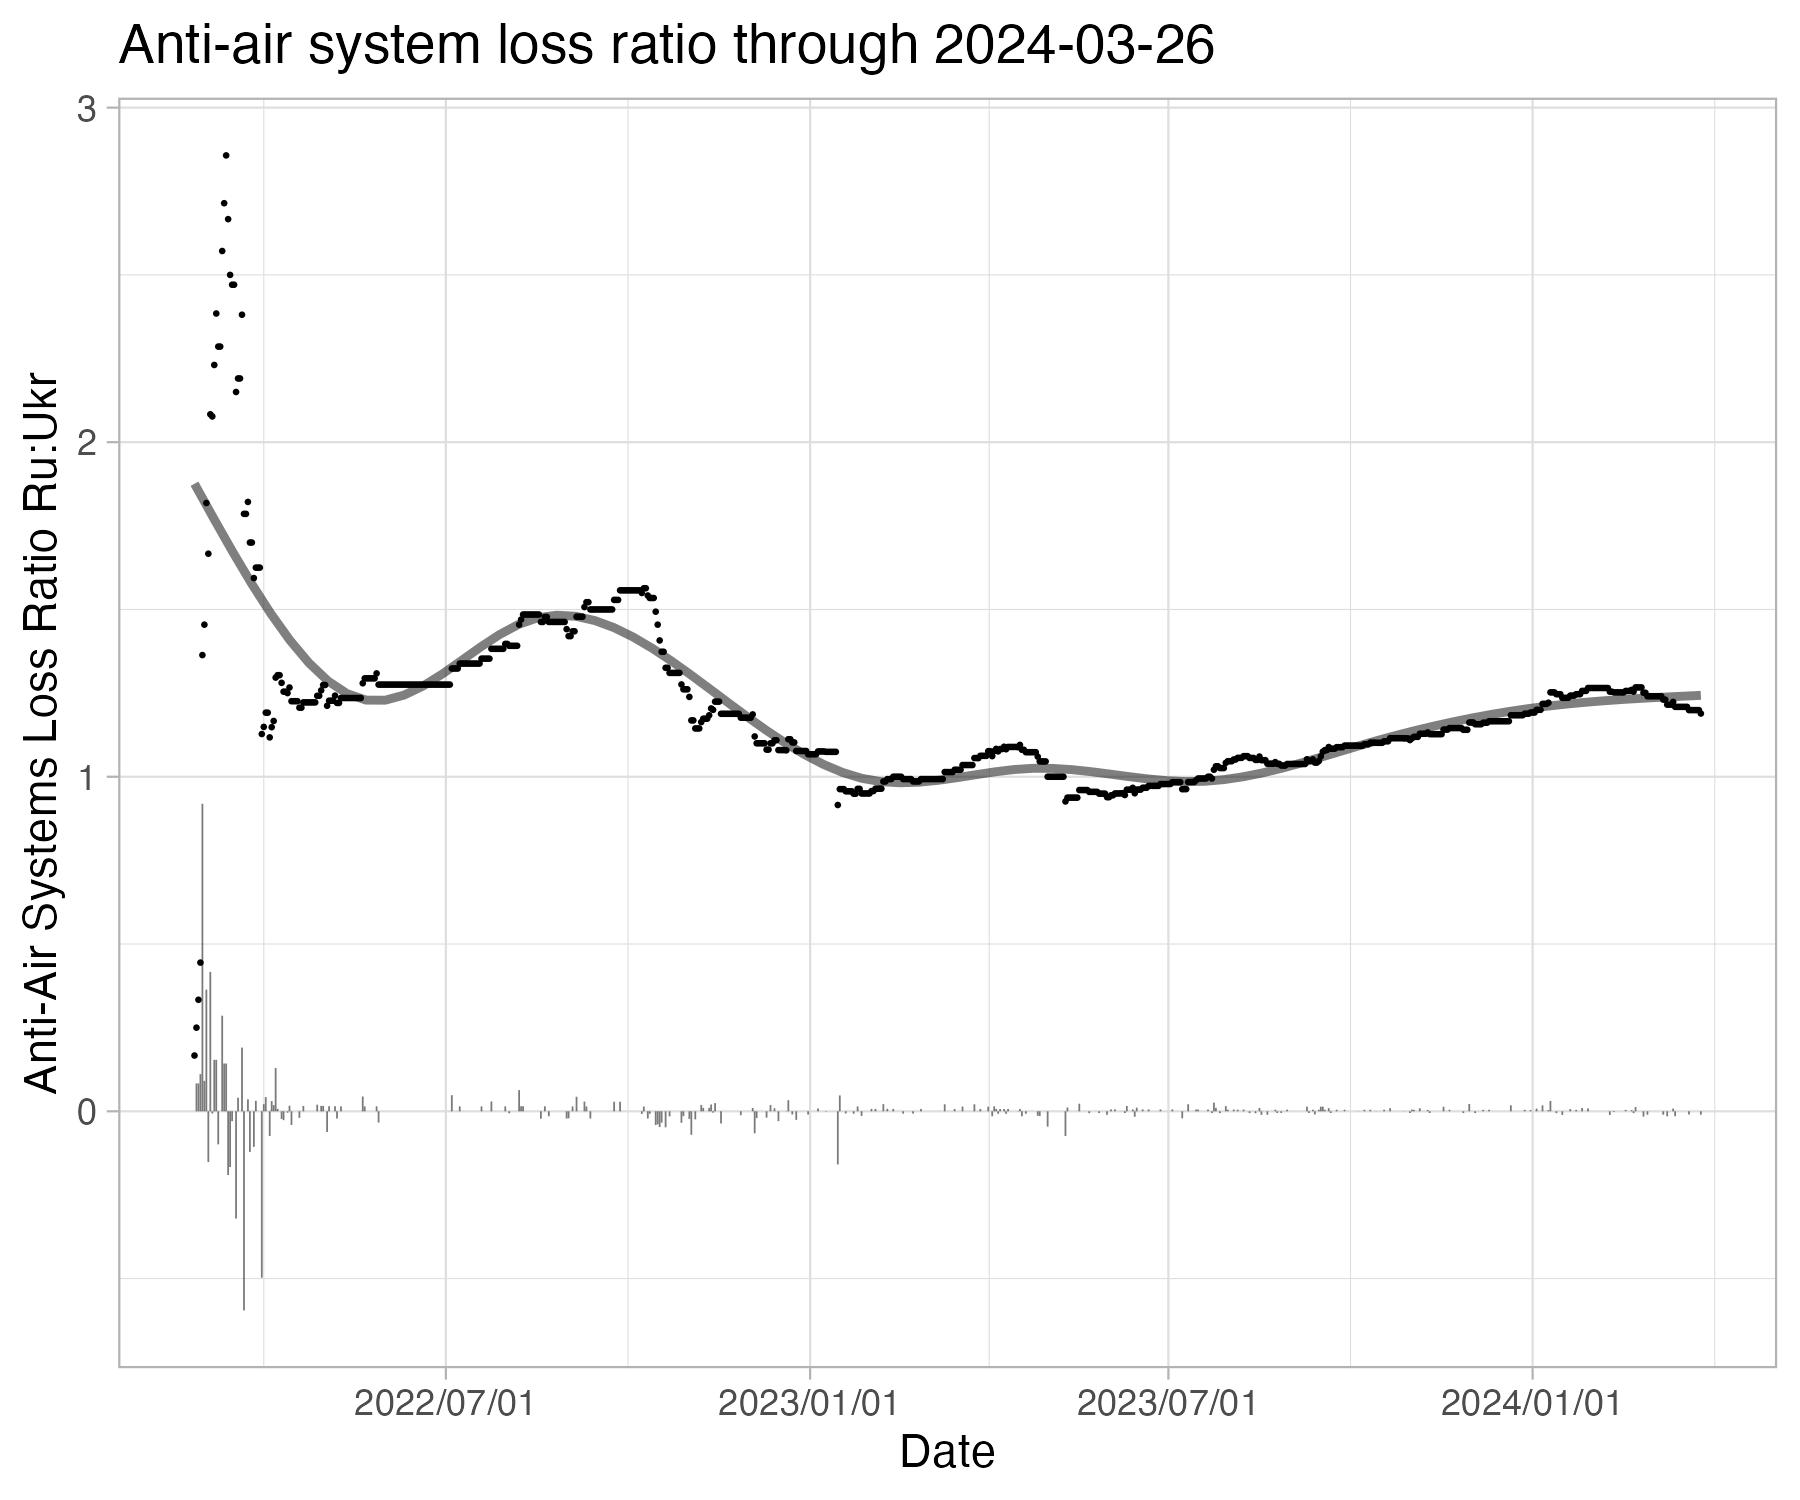 Anti-air system loss ratio through 2024-03-26
Anti-Air Systems Loss Ratio Ru:Ukr
3
2
1
0
2022/07/01
2023/01/01
2023/07/01
2024/01/01
Date